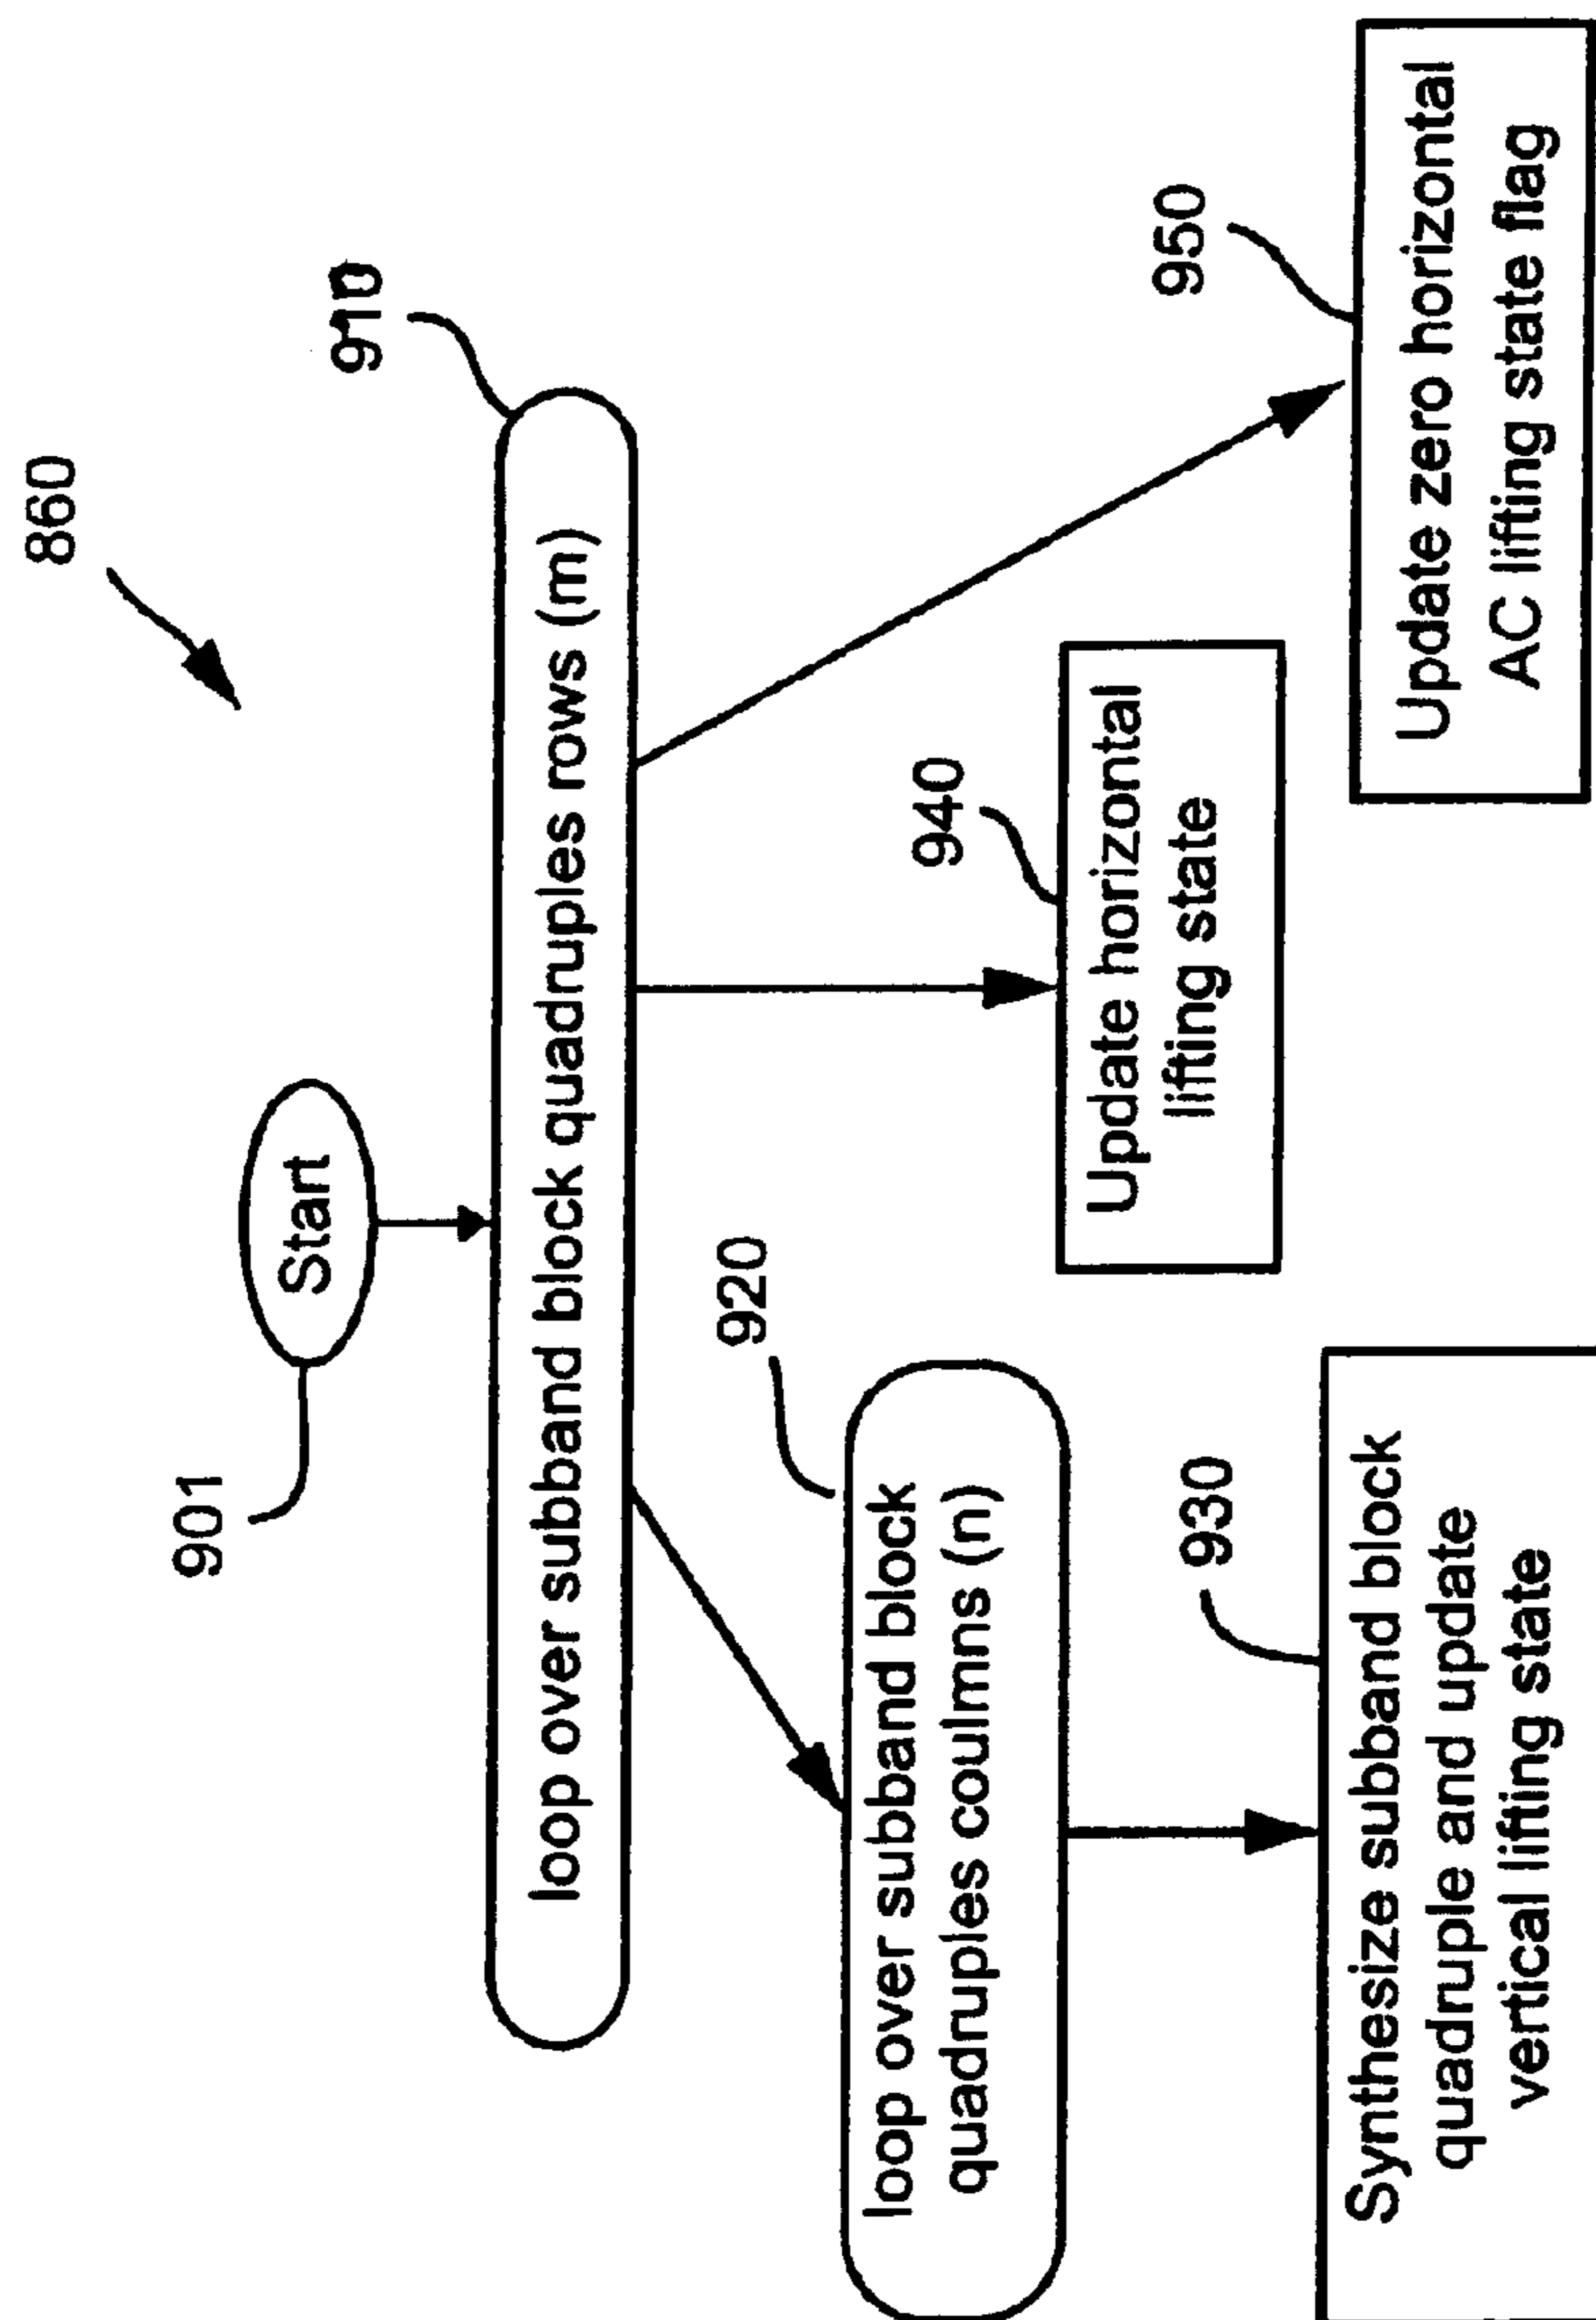 860
901
Start
910
loop over subband block quadruples rows (m)
920
loop over subband block
quadruples coulmns (n)
930
Synthesize subband block
quadruple and update
vertical lifting state
940
Update horizontal
lifting state
950
Update zero horizontal
AC lifting state flag